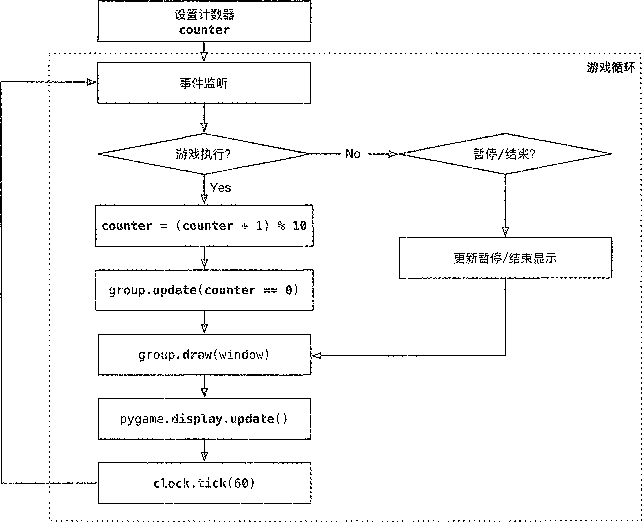 设置计数器
counter
游戏循环
事件监听
游戏执行?
No
暂停/结束?
Yes
counter = (counter + 1) % 10
更新暂停/结束显示
group.update(counter == 0)
group.draw(window)
pygame.display.update()
clock.tick(60)